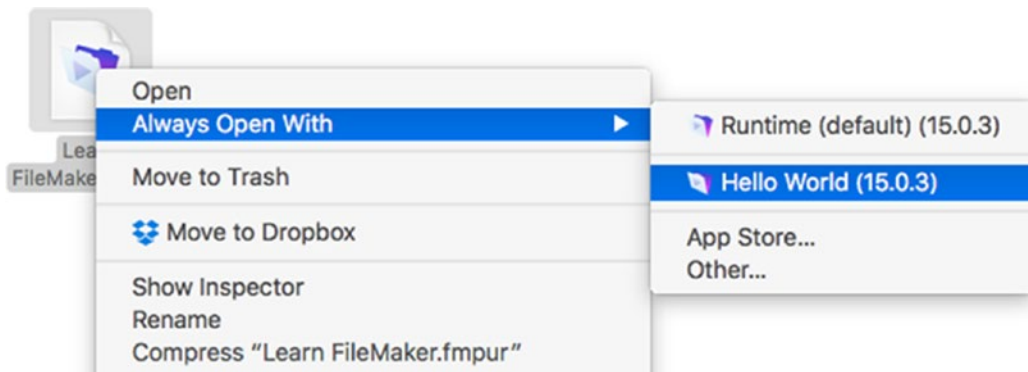 Open
Always Open With
Runtime (default) (15.0.3)
Lea
FileMake
Move to Trash
Hello World (15.0.3)
Move to Dropbox
App Store...
Other...
Show Inspector
Rename
Compress “Learn FileMaker.fmpur”